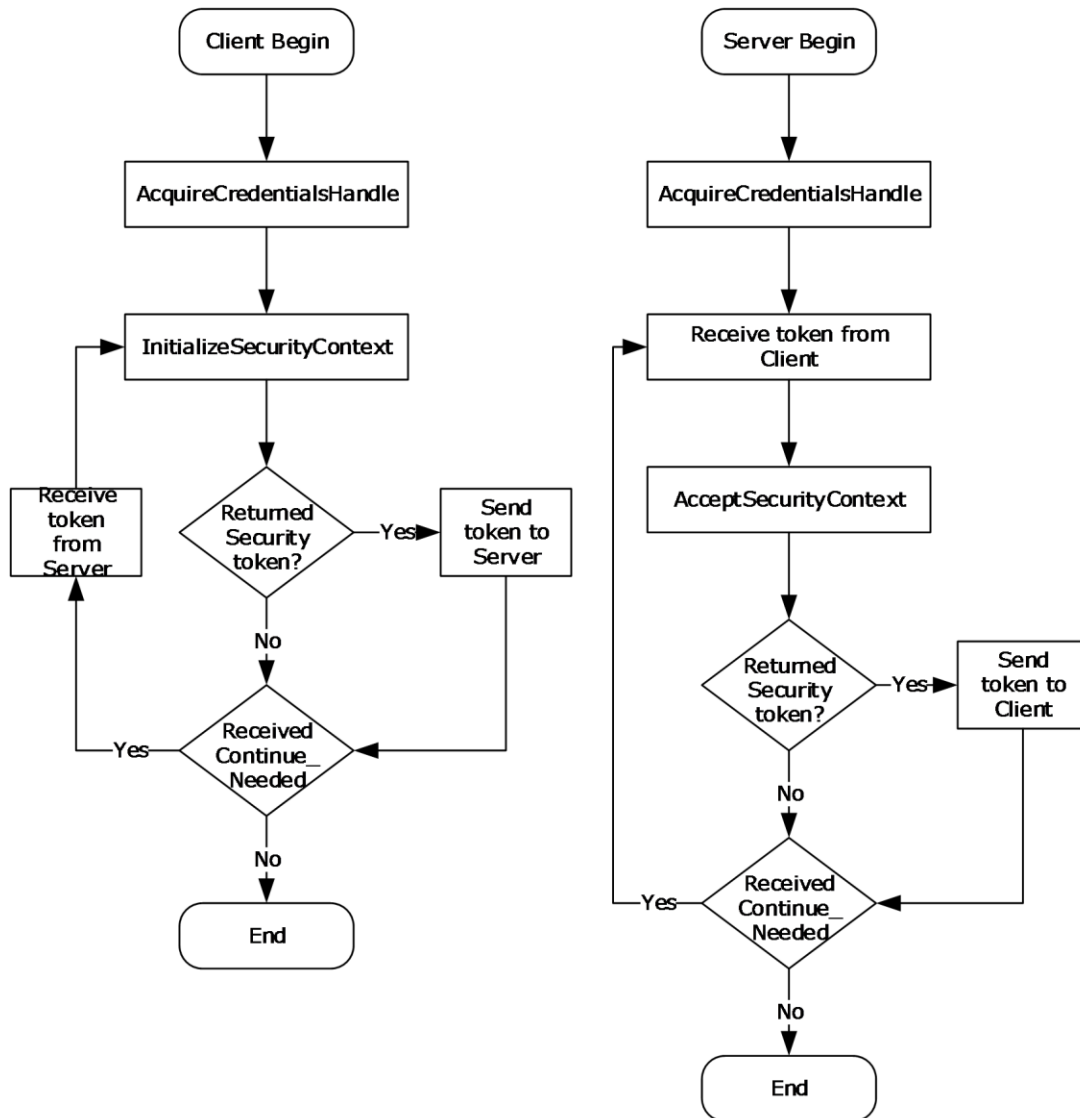 Client Begin
AcquireCredentialsHandle
InitializeSecurityContext
Receive
token
from
Server
Returned
Security
token?
Yes
Send
token to
Server
No
Yes
Received
Continue_
Needed
No
End
Server Begin
AcquireCredentialsHandle
Receive token from
Client
AcceptSecurityContext
Returned
Security
token?
Yes
Send
token to
Client
No
Yes
Received
Continue_
Needed
No
End